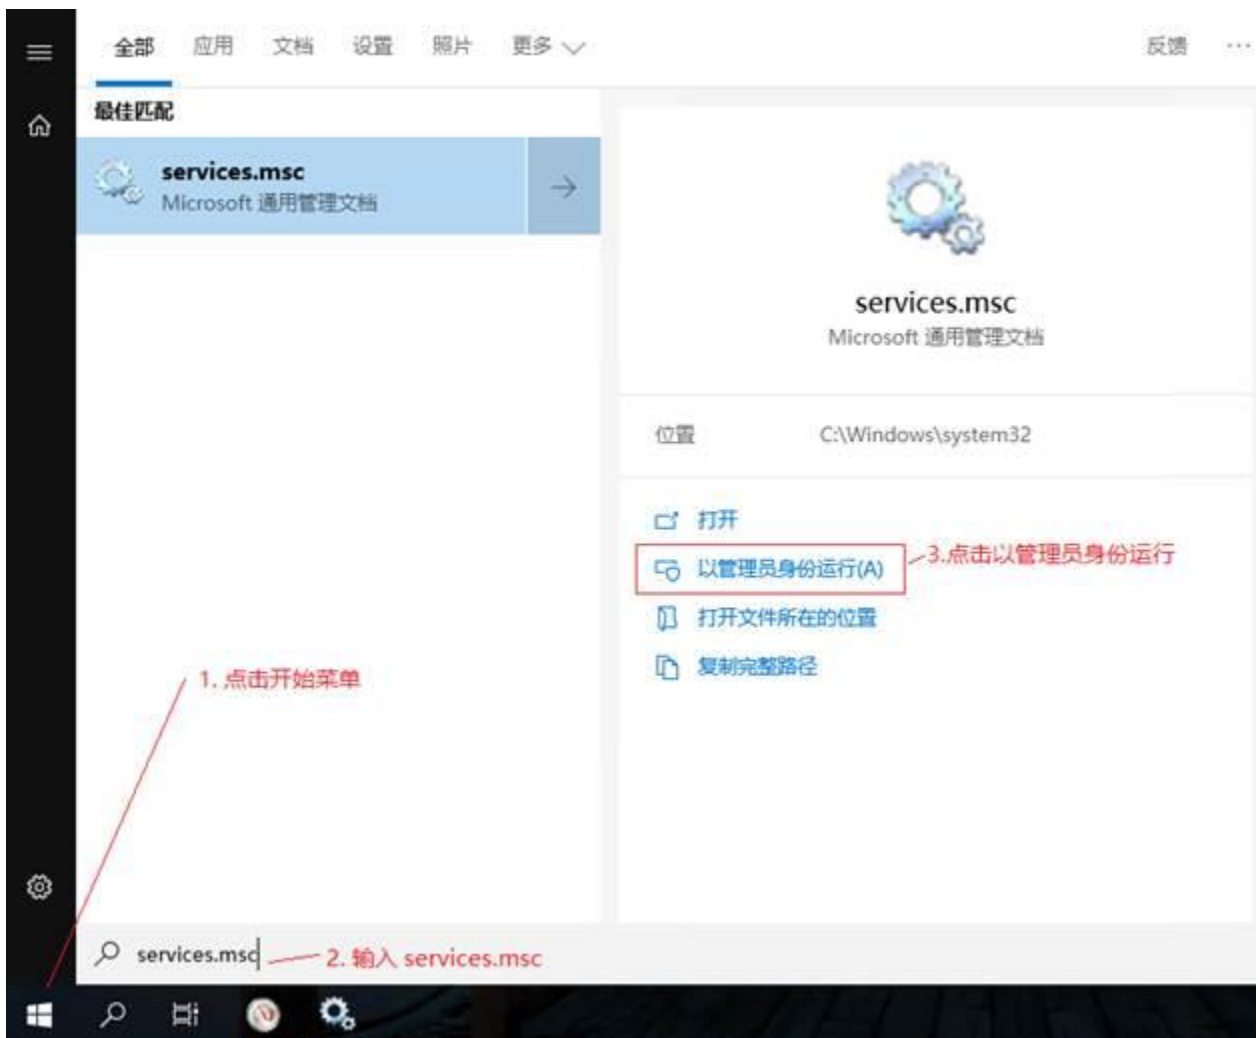 全部 应用 文档 设置 照片 更多 反馈 ...
最佳匹配
services.msc
Microsoft 通用管理文档
services.msc
Microsoft 通用管理文档
位置 C:\Windows\system32
打开
以管理员身份运行(A)
3.点击以管理员身份运行
打开文件所在的位置
复制完整路径
1. 点击开始菜单
services.msc
2. 输入 services.msc